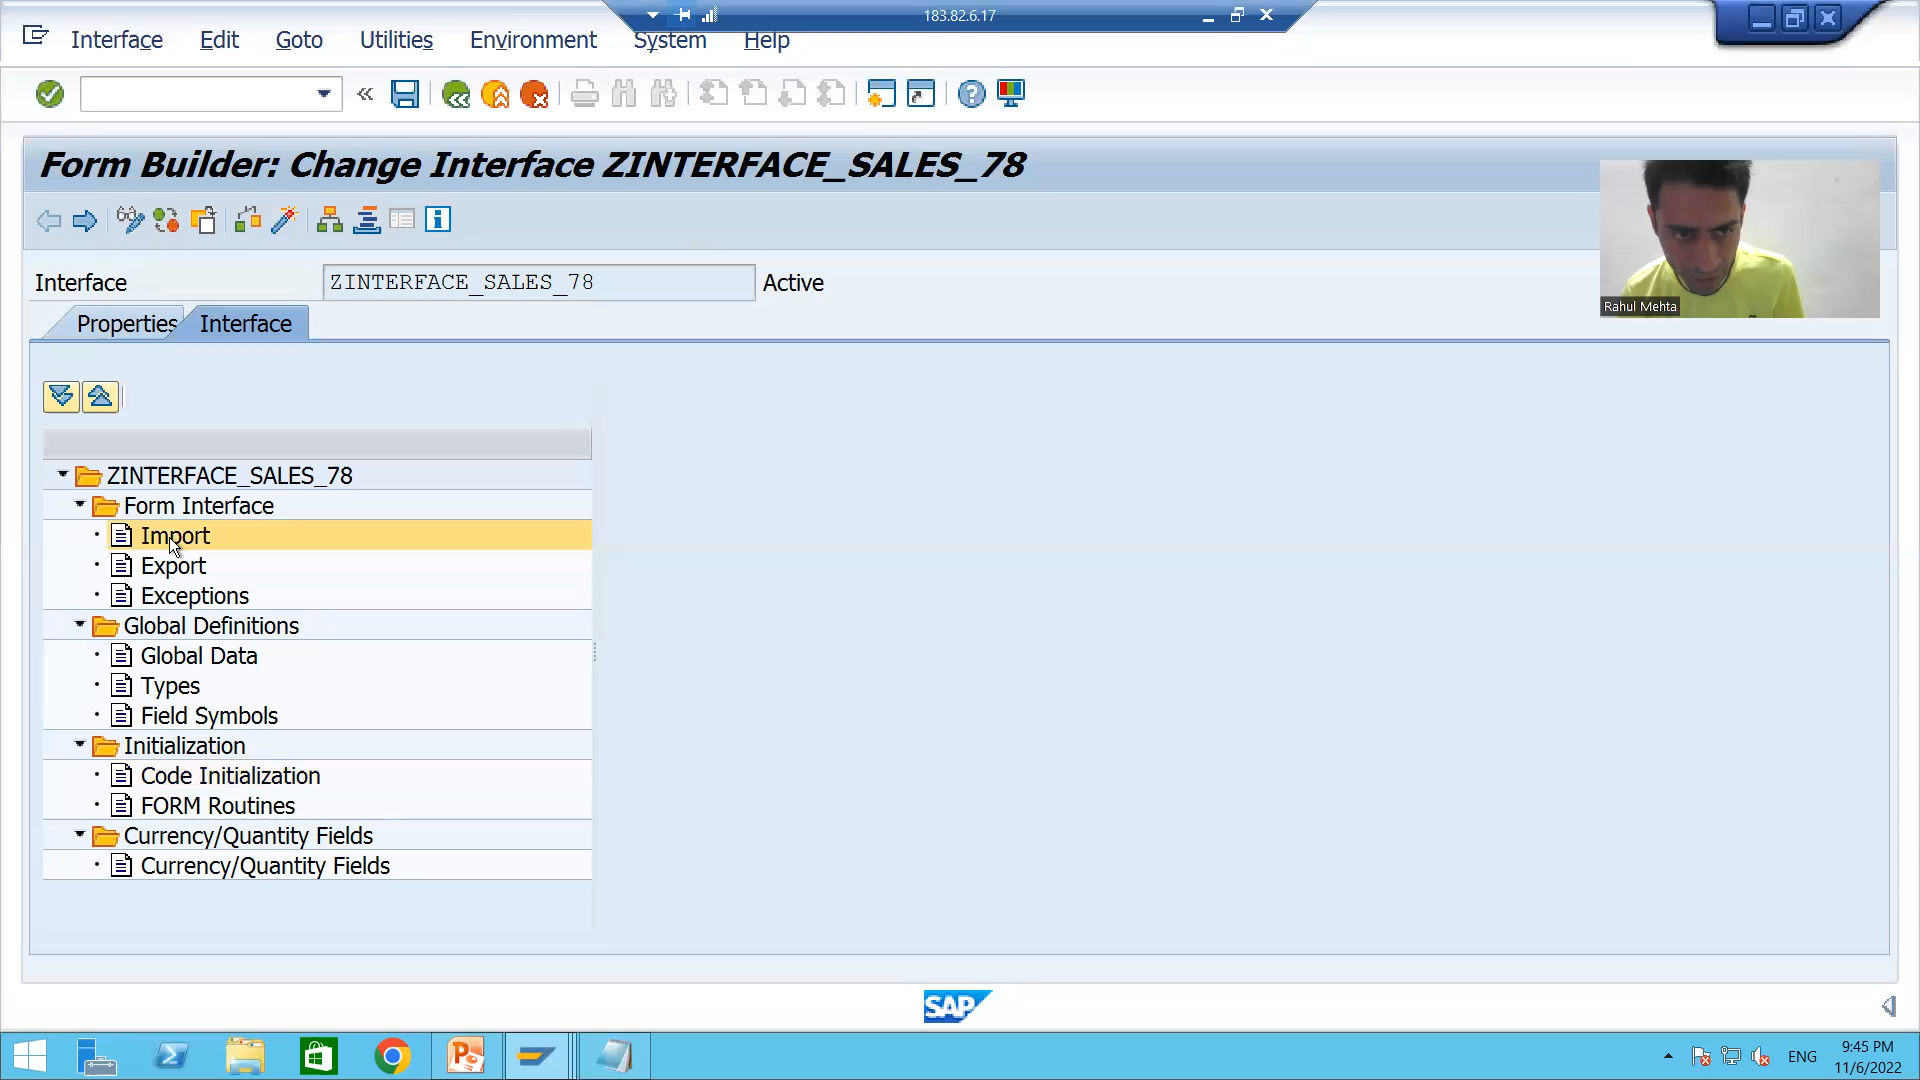 183.82.6.17
Interface Edit Goto Utilities Environment System Help
Form Builder: Change Interface ZINTERFACE_SALES_78
Interface ZINTERFACE_SALES_78 Active
Rahul Mehta
Properties Interface
ZINTERFACE_SALES_78
Form Interface
Import
Export
Exceptions
Global Definitions
Global Data
Types
Field Symbols
Initialization
Code Initialization
FORM Routines
Currency/Quantity Fields
Currency/Quantity Fields
SAP
ENG
9:45 PM
11/6/2022